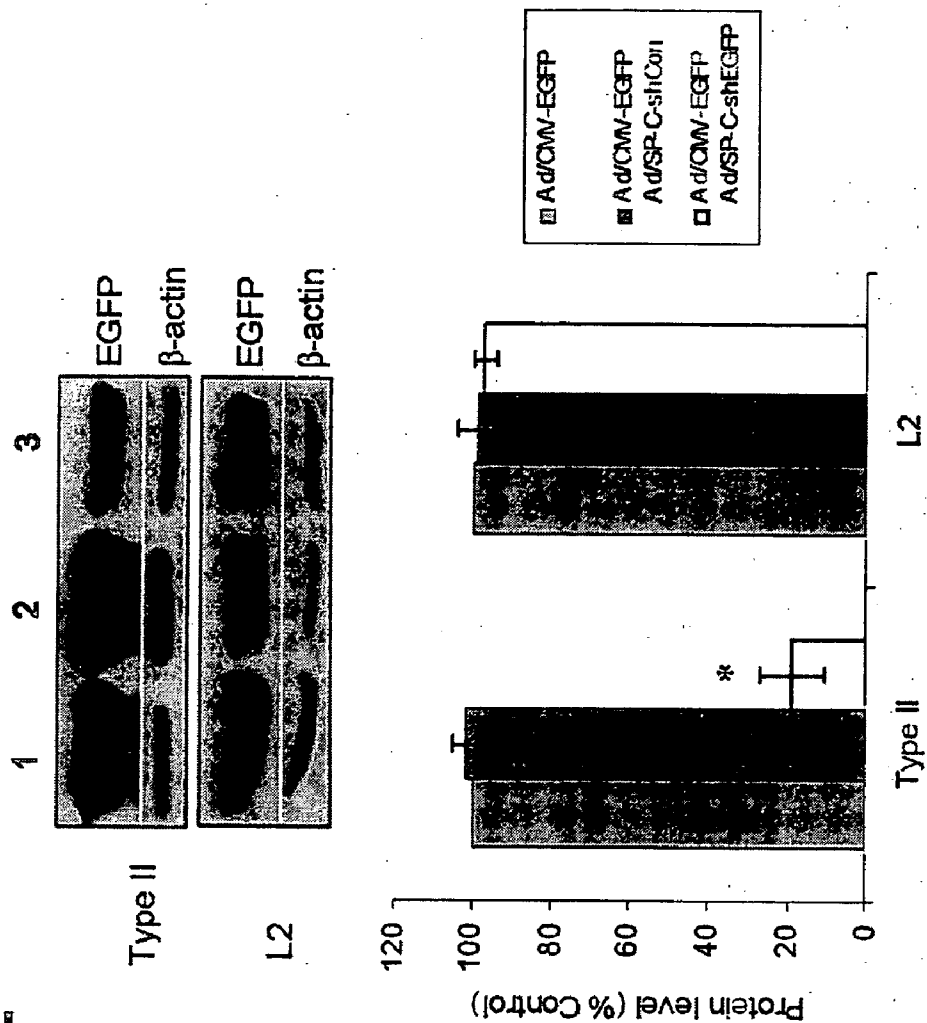 1 2 3
Type II
EGFP
β-actin
L2
EGFP
β-actin
Protein level (% Control)
120
100
80
60
40
20
0
*
Type II
L2
Ad/CMV-EGFP
Ad/CMV-EGFP
Ad/SP-C-shCon
Ad/CMV-EGFP
Ad/SP-C-shEGFP